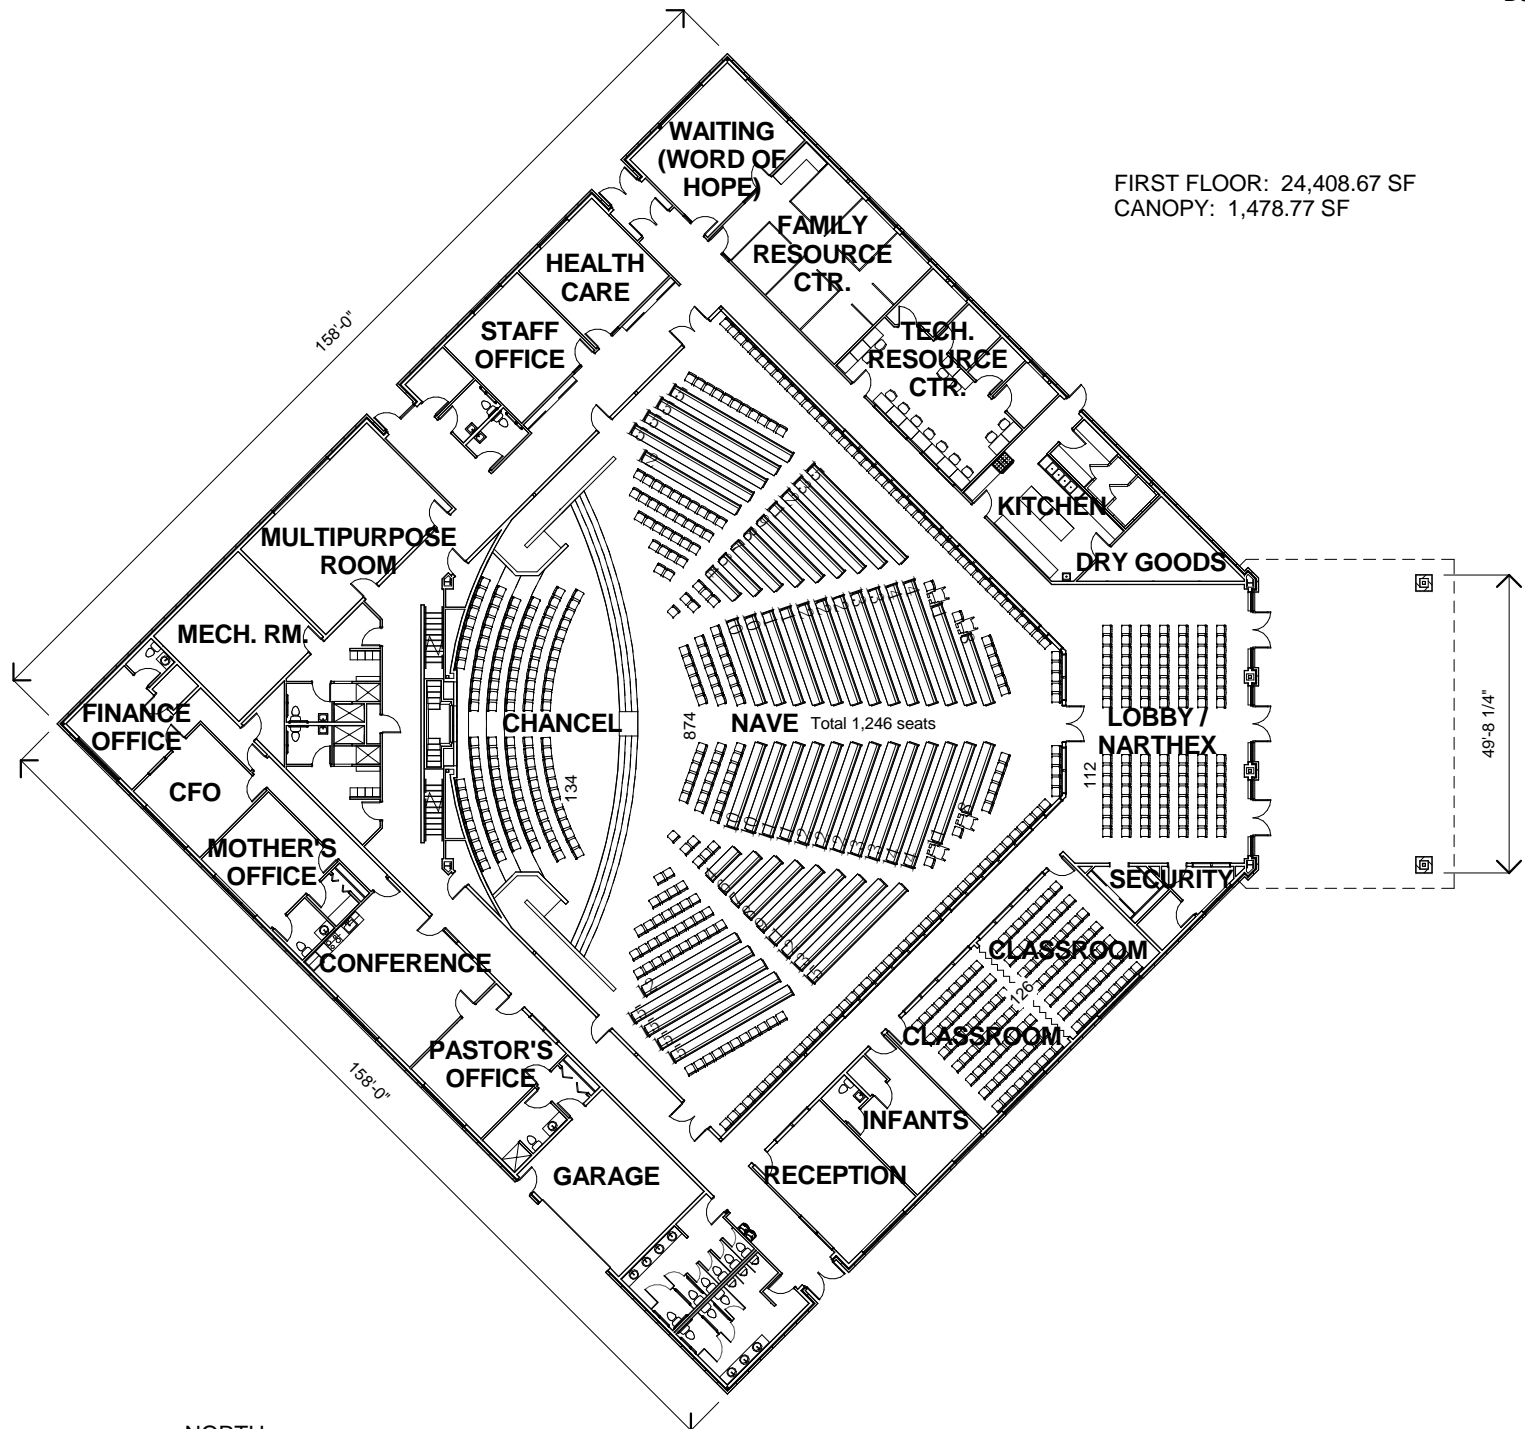 WAITING
(WORD OF
HOPE)
FIRST FLOOR: 24,408.67 SF
CANOPY: 1,478.77 SF
FAMILY
RESOURCE
CTR.
HEALTH
CARE
158'-0"
STAFF
OFFICE
TECH.
RESOURCE
CTR.
KITCHEN
MULTIPURPOSE
ROOM
DRY GOODS
MECH. RM.
FINANCE
OFFICE
CHANCEL
874
NAVE Total 1,246 seats
LOBBY /
NARTHEX
49'-8 1/4"
CFO
134
112
MOTHER'S
OFFICE
SECURITY
CONFERENCE
CLASSROOM
126
CLASSROOM
PASTOR'S
OFFICE
158'-0"
INFANTS
GARAGE
RECEPTION
NORTH